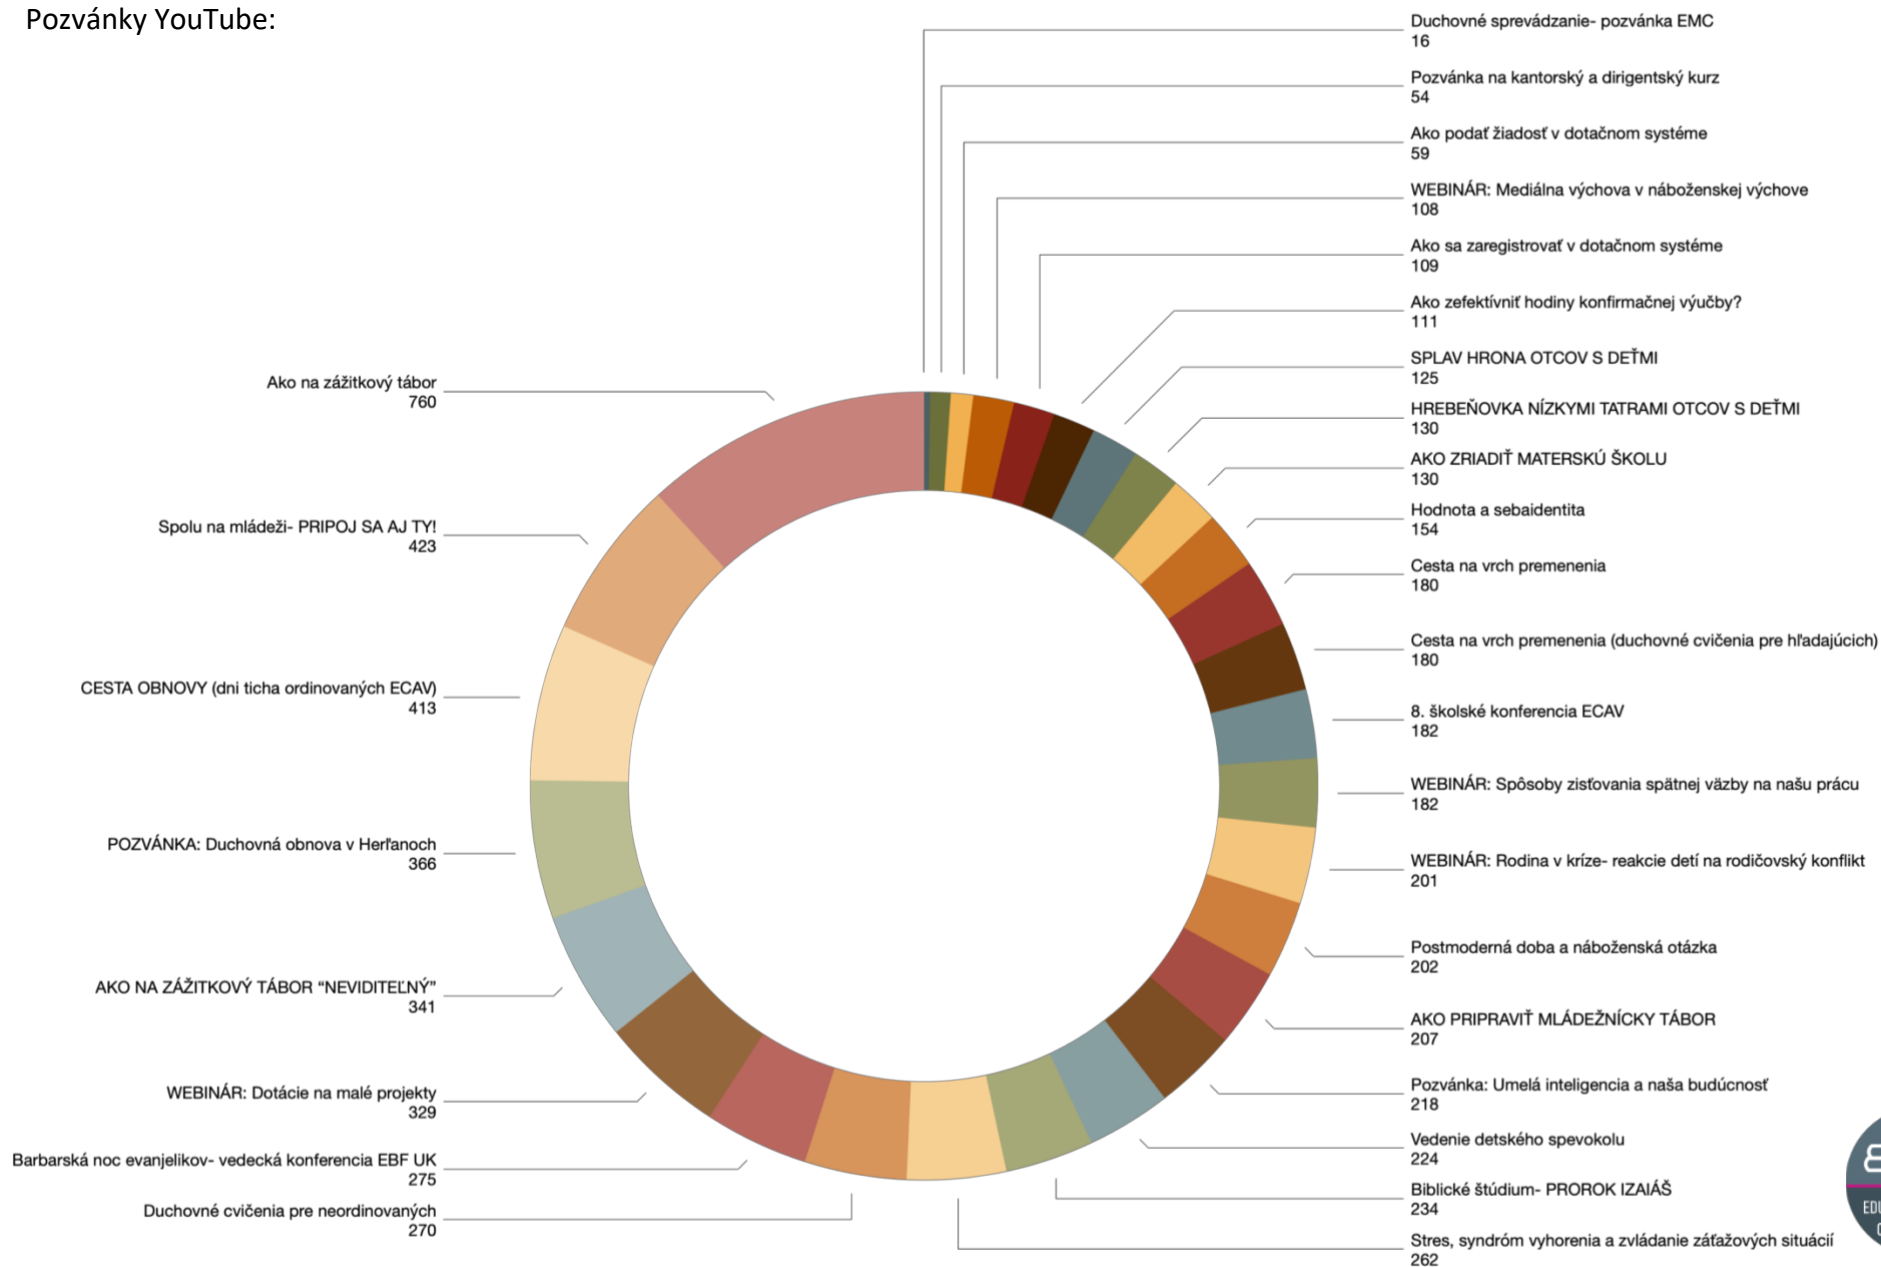 Pozvánky YouTube:
Duchovné sprevádzanie- pozvánka EMC
16
Pozvánka na kantorský a dirigentský kurz
54
Ako podať žiadosť v dotačnom systéme
59
WEBINÁR: Mediálna výchova v náboženskej výchove
108
Ako sa zaregistrovať v dotačnom systéme
109
Ako zefektívniť hodiny konfirmačnej výučby?
111
SPLAV HRONA OTCOV S DEŤMI
125
HREBEŇOVKA NÍZKYMI TATRAMI OTCOV S DEŤMI
130
AKO ZRIADIŤ MATERSKÚ ŠKOLU
130
Hodnota a sebaidentita
154
Cesta na vrch premenenia
180
Cesta na vrch premenenia (duchovné cvičenia pre hľadajúcich)
180
8. školské konferencia ECAV
182
WEBINÁR: Spôsoby zisťovania spätnej väzby na našu prácu
182
WEBINÁR: Rodina v kríze- reakcie detí na rodičovský konflikt
201
Postmoderná doba a náboženská otázka
202
AKO PRIPRAVIŤ MLÁDEŽNÍCKY TÁBOR
207
Pozvánka: Umelá inteligencia a naša budúcnosť
218
Vedenie detského spevokolu
224
Biblické štúdium- PROROK IZAIÁŠ
234
Stres, syndróm vyhorenia a zvládanie záťažových situácií
262
Ako na zážitkový tábor
760
Spolu na mládeži- PRIPOJ SA AJ TY!
423
CESTA OBNOVY (dni ticha ordinovaných ECAV)
413
POZVÁNKA: Duchovná obnova v Herľanoch
366
AKO NA ZÁŽITKOVÝ TÁBOR “NEVIDITEĽNÝ”
341
WEBINÁR: Dotácie na malé projekty
329
Barbarská noc evanjelikov- vedecká konferencia EBF UK
275
Duchovné cvičenia pre neordinovaných
270